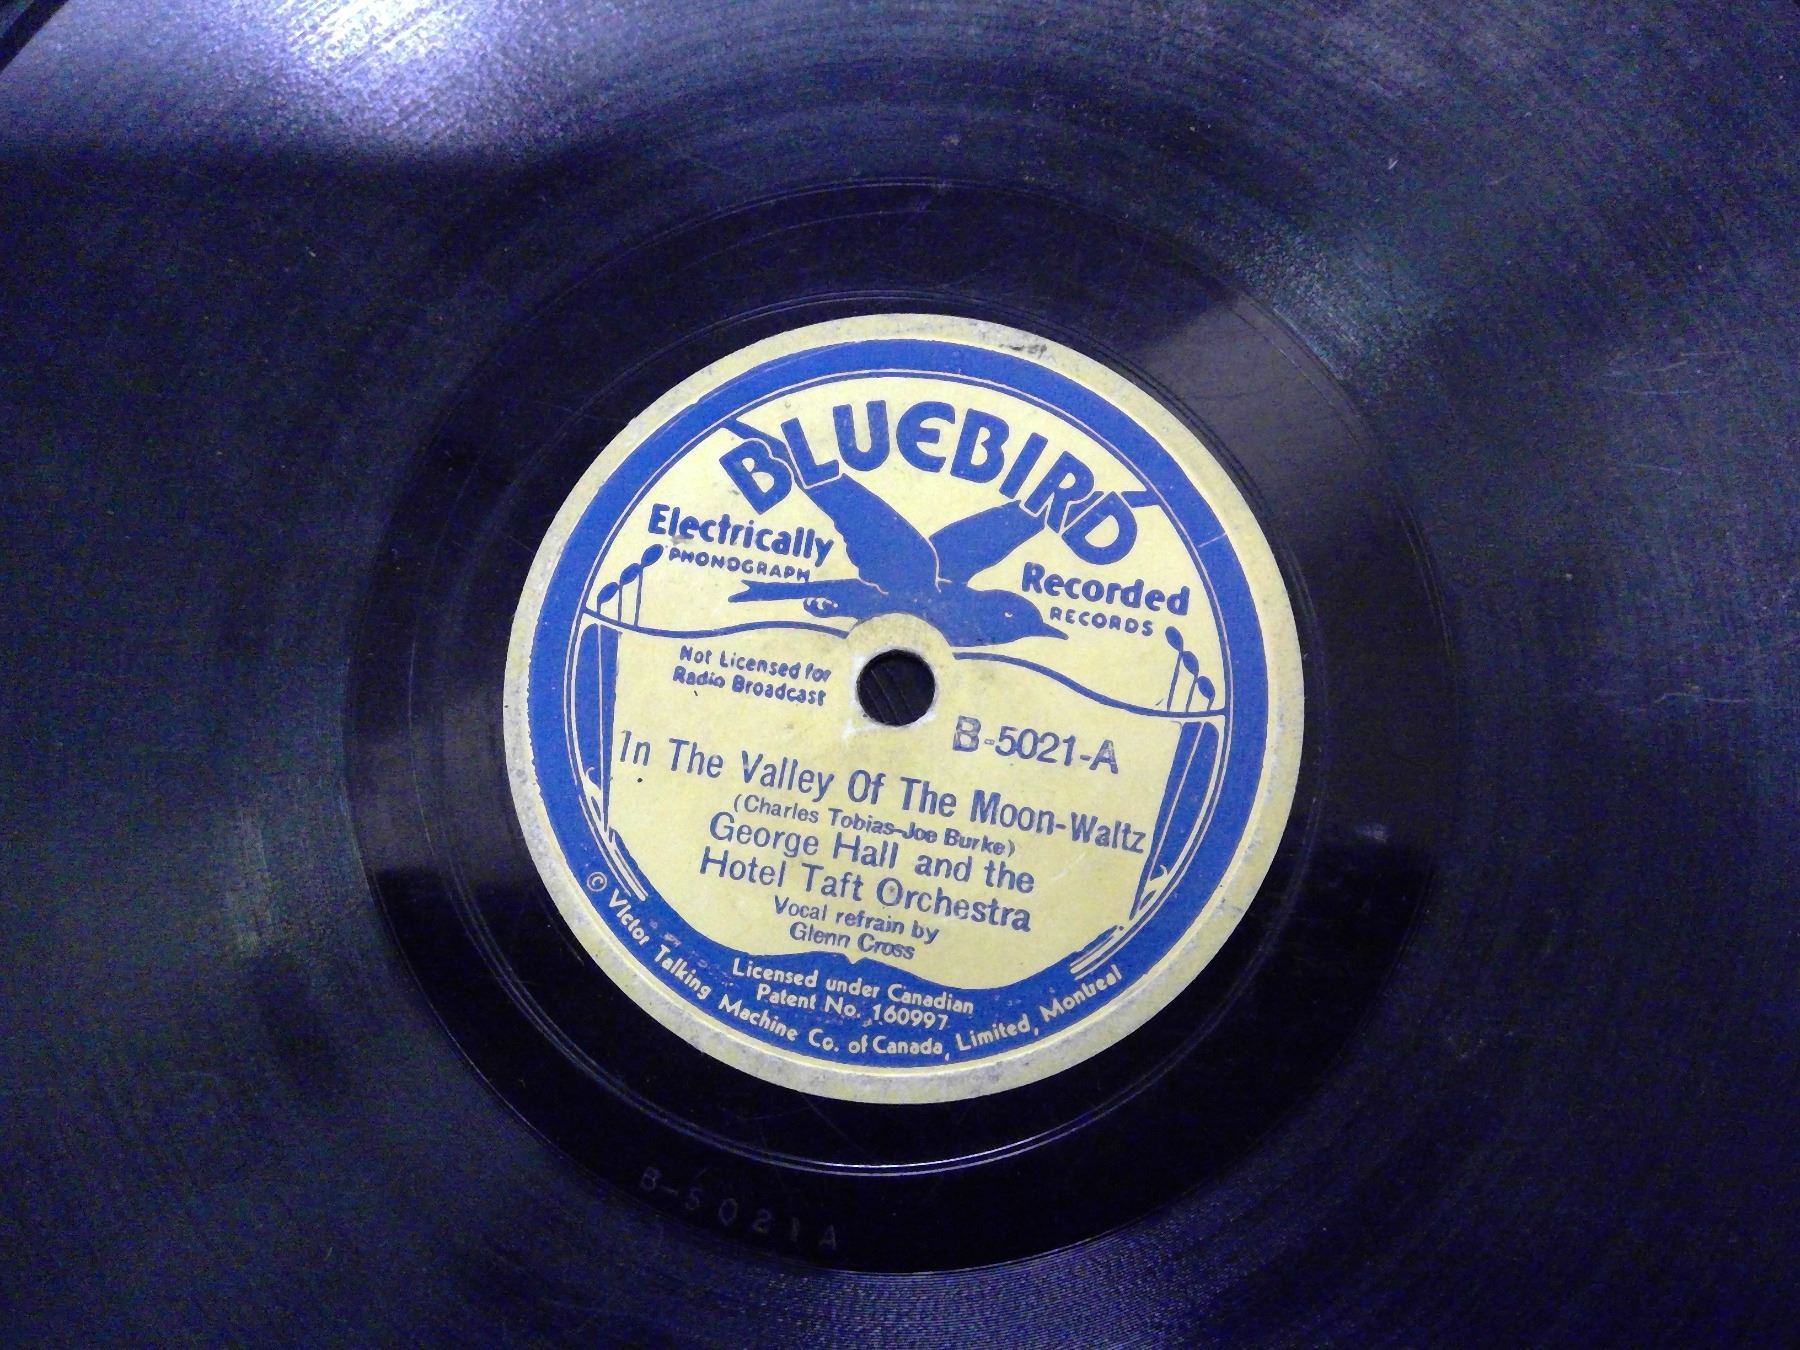 BLUEBIRD
Electrically Recorded
PHONOGRAPH RECORDS
Not Licensed for
Radio Broadcast
B-5021-A
In The Valley Of The Moon-Waltz
(Charles Tobias-Joe Burke)
George Hall and the
Hotel Taft Orchestra
Vocal refrain by
Glenn Cross
Licensed under Canadian
Patent No. 160997
© Victor Talking Machine Co. of Canada, Limited, Montreal
B-5021A